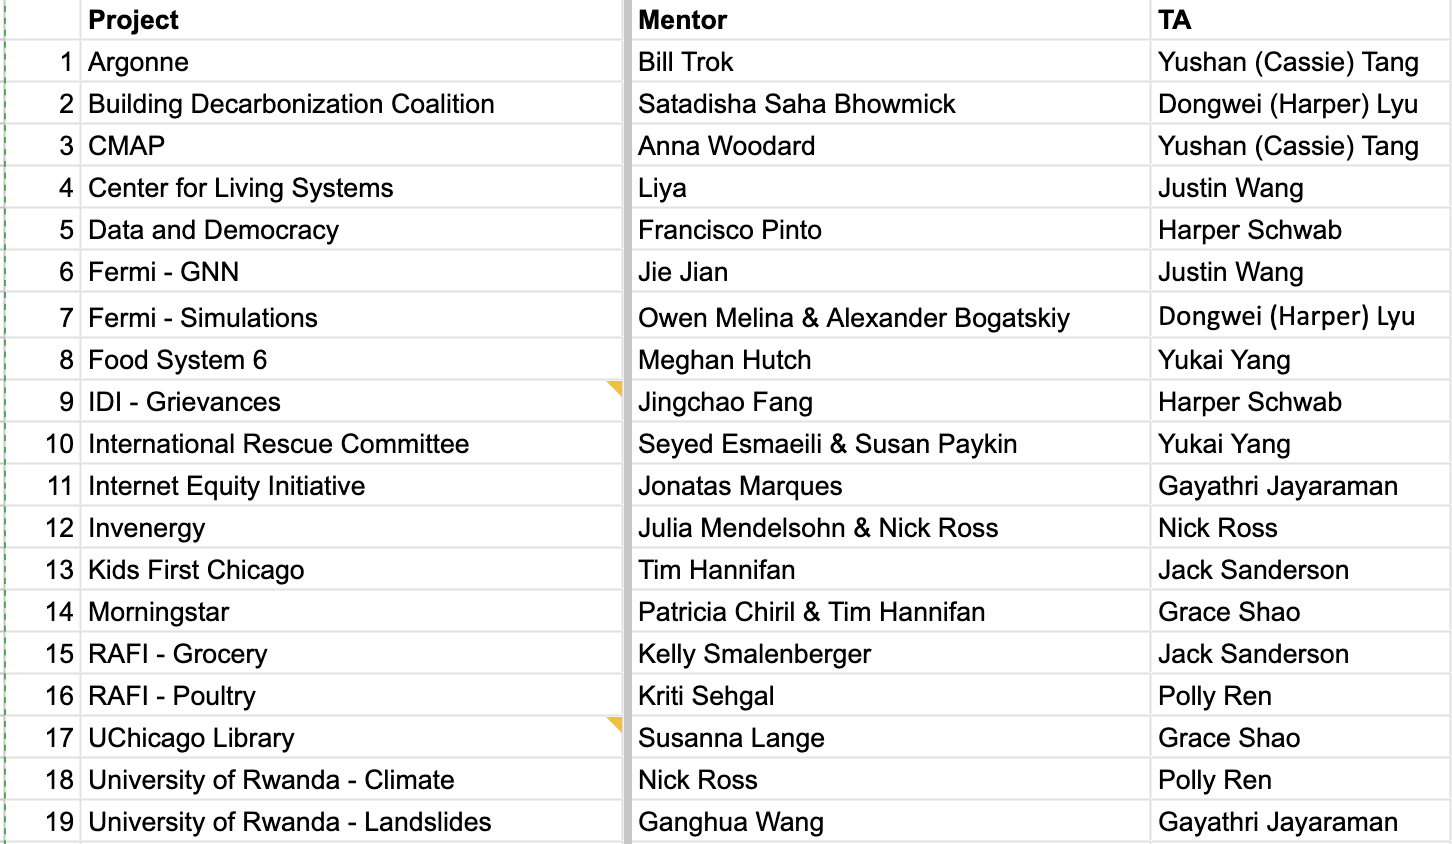 Project Mentor TA
1 Argonne Bill Trok Yushan (Cassie) Tang
2 Building Decarbonization Coalition Satadisha Saha Bhowmick Dongwei (Harper) Lyu
3 CMAP Anna Woodard Yushan (Cassie) Tang
4 Center for Living Systems Liya Justin Wang
5 Data and Democracy Francisco Pinto Harper Schwab
6 Fermi - GNN Jie Jian Justin Wang
7 Fermi - Simulations Owen Melina & Alexander Bogatskiy Dongwei (Harper) Lyu
8 Food System 6 Meghan Hutch Yukai Yang
9 IDI - Grievances Jingchao Fang Harper Schwab
10 International Rescue Committee Seyed Esmaeili & Susan Paykin Yukai Yang
11 Internet Equity Initiative Jonatas Marques Gayathri Jayaraman
12 Invenergy Julia Mendelsohn & Nick Ross Nick Ross
13 Kids First Chicago Tim Hannifan Jack Sanderson
14 Morningstar Patricia Chiril & Tim Hannifan Grace Shao
15 RAFI - Grocery Kelly Smalenberger Jack Sanderson
16 RAFI - Poultry Kriti Sehgal Polly Ren
17 UChicago Library Susanna Lange Grace Shao
18 University of Rwanda - Climate Nick Ross Polly Ren
19 University of Rwanda - Landslides Ganghua Wang Gayathri Jayaraman